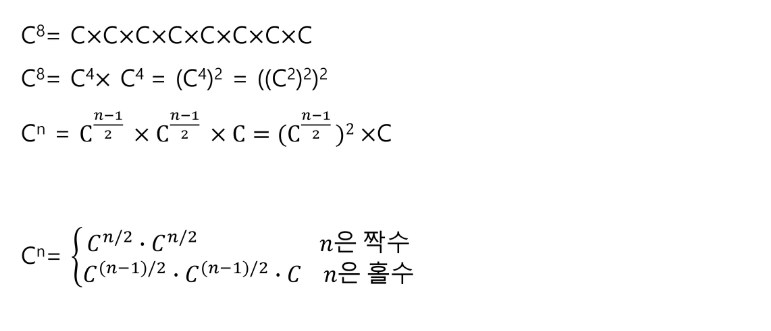 C⁸= C×C×C×C×C×C×C×C
C⁸= C⁴× C⁴ = (C⁴)² = ((C²)²)²
Cⁿ = C^((n−1)/2) × C^((n−1)/2) × C = (C^((n−1)/2))² ×C
Cⁿ= { C^(n/2) · C^(n/2) n은 짝수
C^((n−1)/2) · C^((n−1)/2) · C n은 홀수